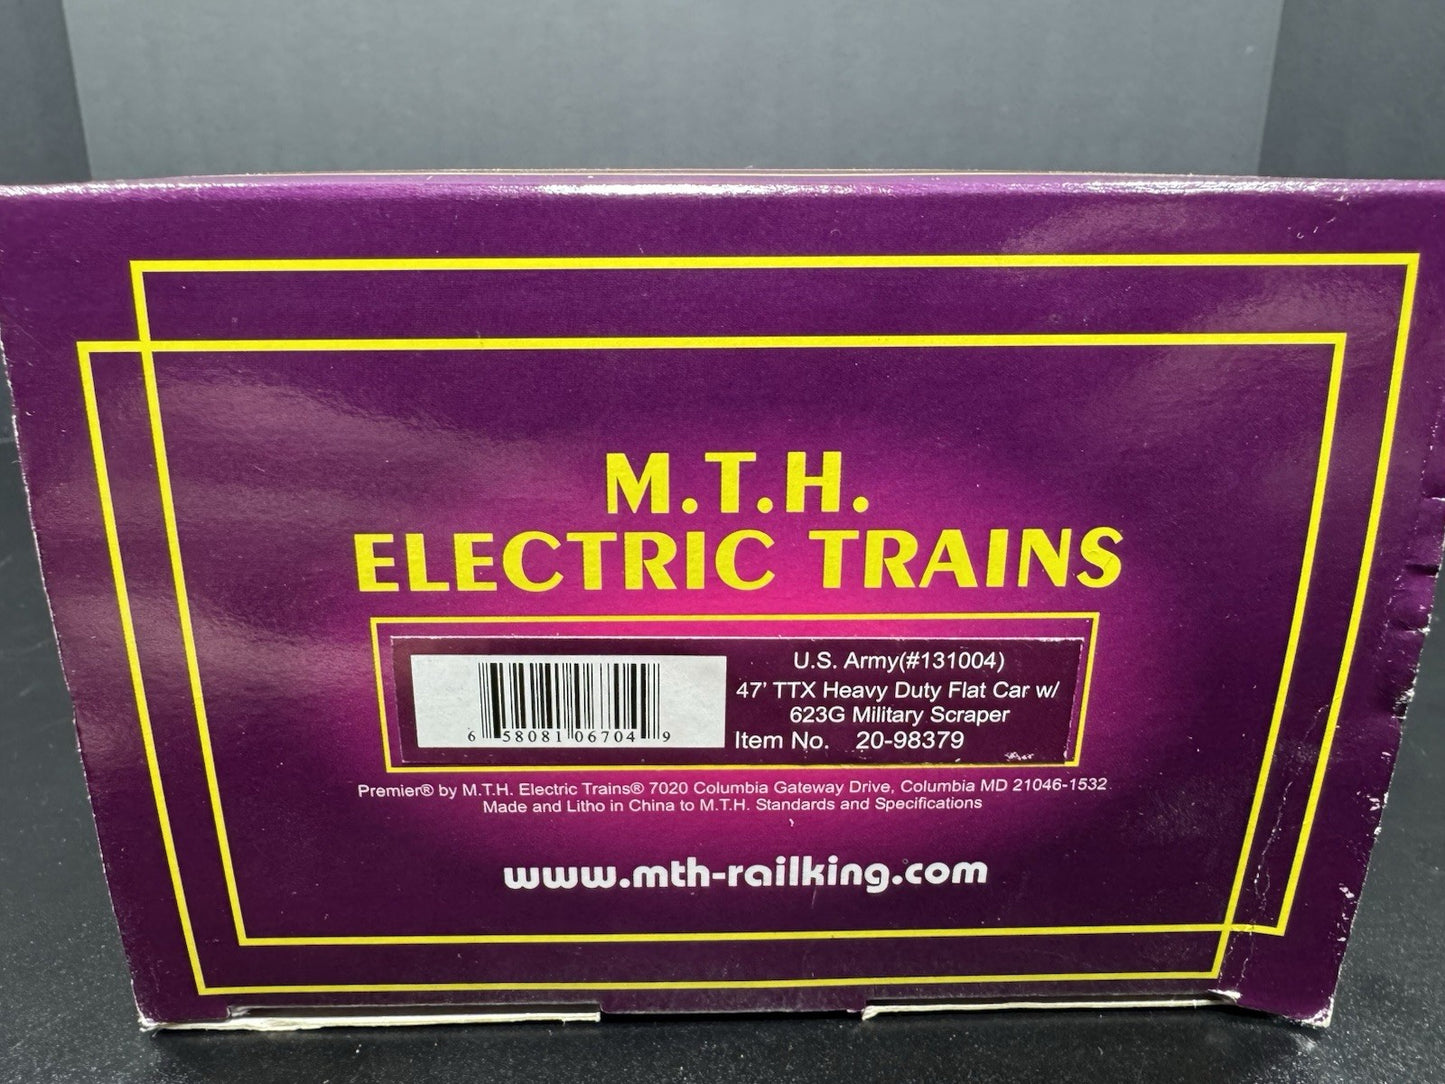 M.T.H.
ELECTRIC TRAINS
U.S. Army(#131004)
47' TTX Heavy Duty Flat Car w/
623G Military Scraper
Item No. 20-98379
6 58081 06704 9
Premier® by M.T.H. Electric Trains® 7020 Columbia Gateway Drive, Columbia MD 21046-1532
Made and Litho in China to M.T.H. Standards and Specifications
www.mth-railking.com